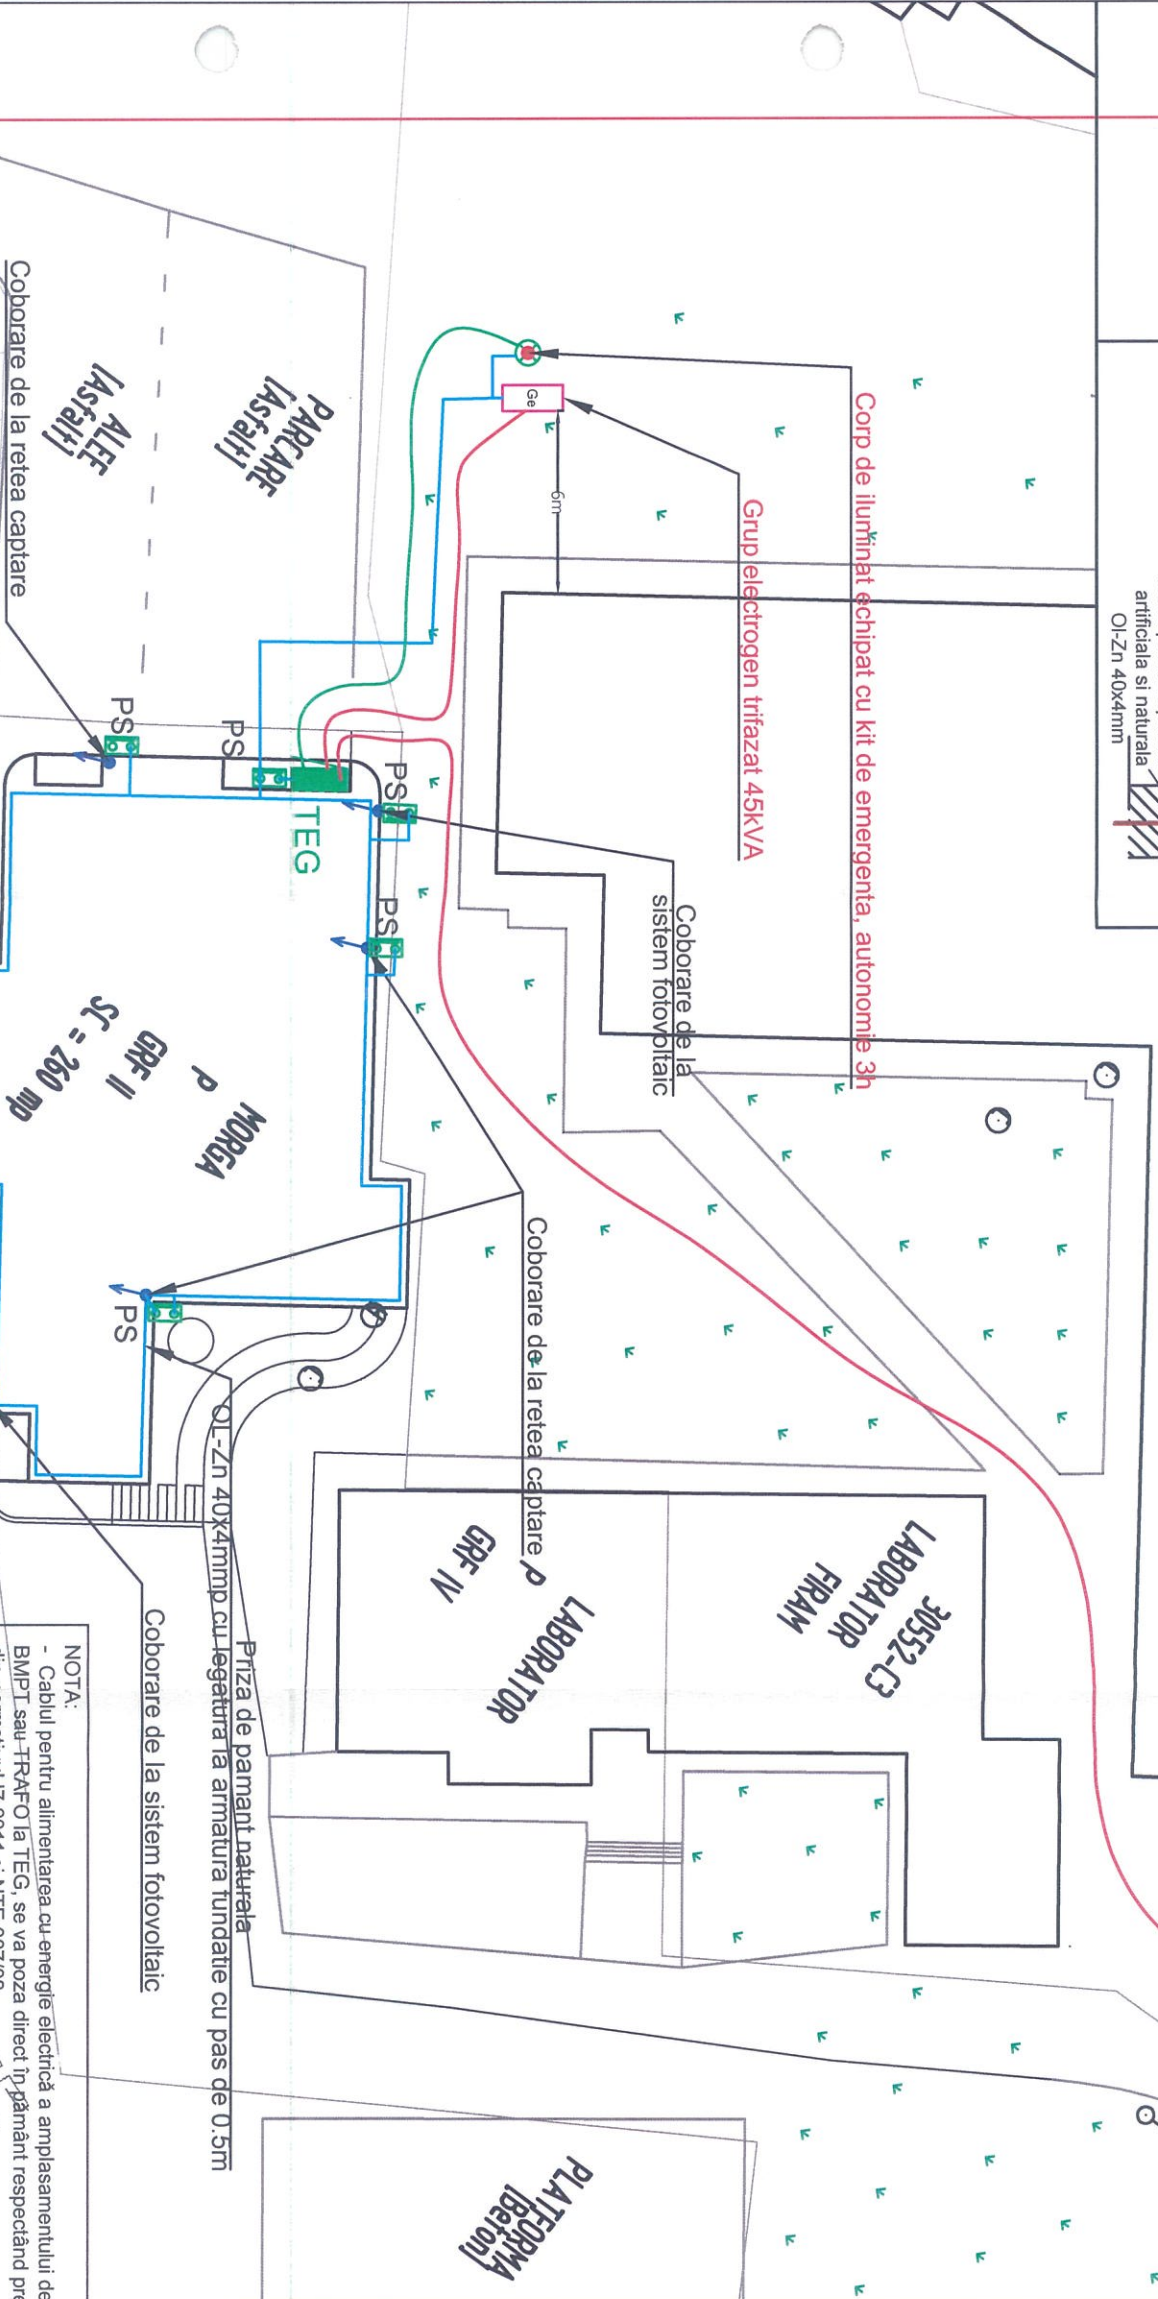 artificiala si naturala
Ol-Zn 40x4mm
Corp de iluminat echipat cu kit de emergenta, autonomie 3h
Grup electrogen trifazat 45kVA
Ge
6m
Coborare de la
sistem fotovoltaic
Coborare de la retea captare
PARCARE
[Asfalt]
ALEE
[Asfalt]
Coborare de la retea captare
PS
PS
PS
PS
TEG
MORGA
P
GRF II
SC = 260 mp
PS
30552-C3
LABORATOR
FIRAM
LABORATOR
P
GRF IV
Priza de pamant naturala
OL-Zn 40x4mmp cu legatura la armatura fundatie cu pas de 0.5m
Coborare de la sistem fotovoltaic
PLATFORMA
[Beton]
NOTA:
- Cablul pentru alimentarea cu energie electrică a amplasamentului de
BMPT sau TRAFO la TEG, se va poza direct în pământ respectând pre